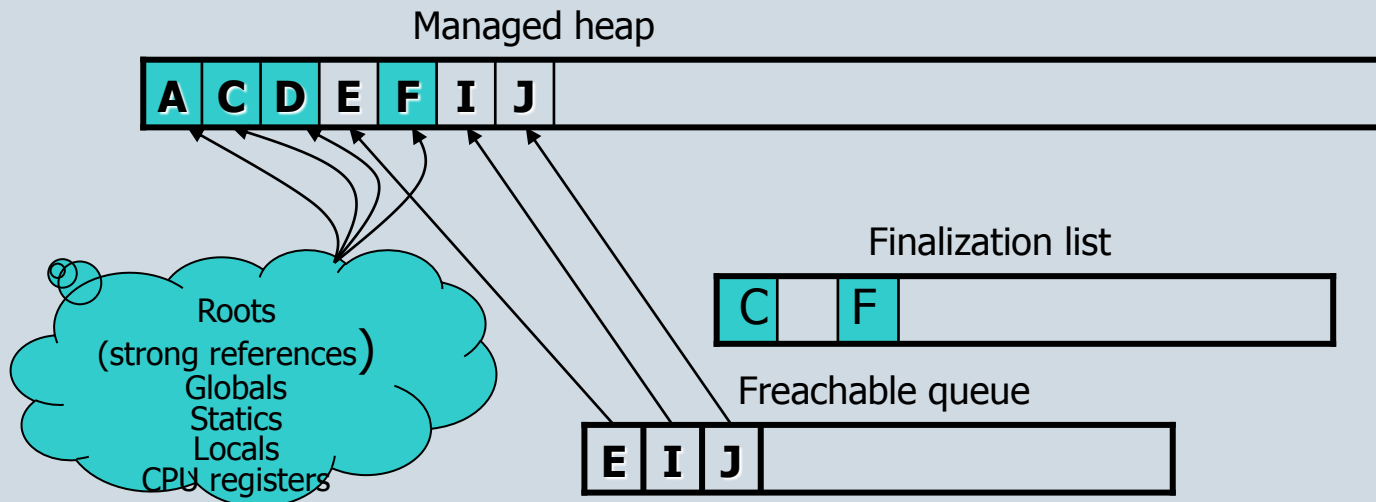 Managed heap
A C D E F I J
Finalization list
C F
Roots
(strong references)
Globals
Statics
Locals
CPU registers
Freachable queue
E I J